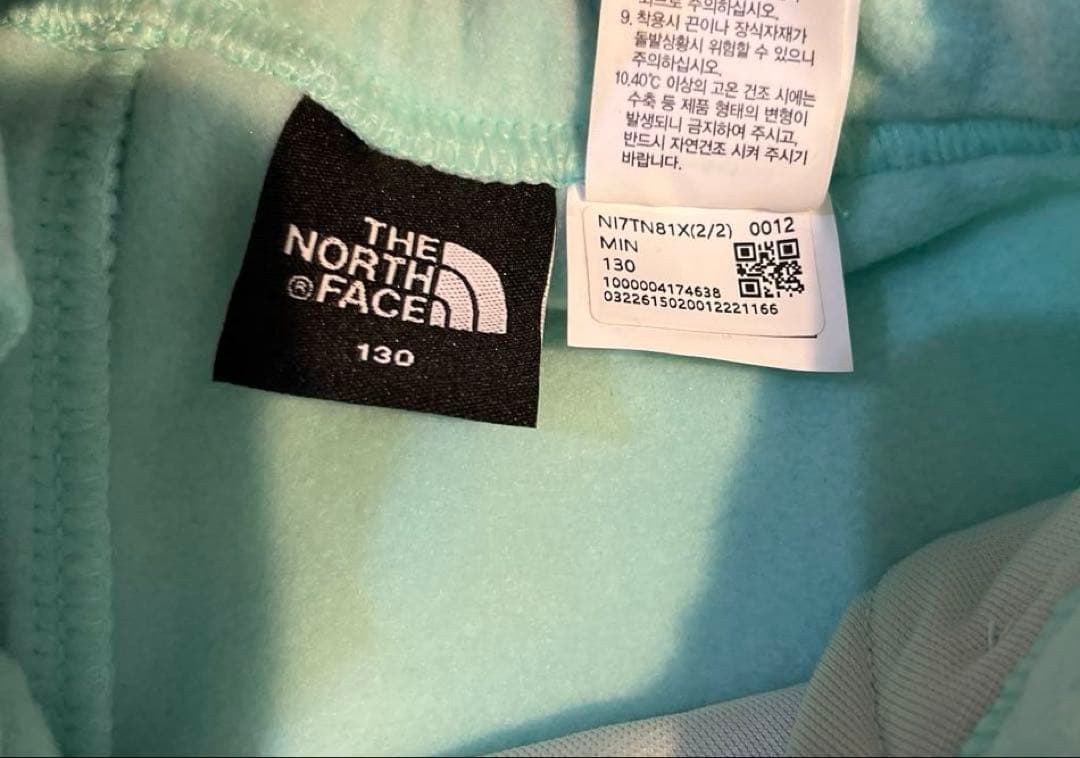 THE
NORTH
®FACE
130
주의하십시오.
9. 착용시 끈이나 장식자재가
돌발상황시 위험할 수 있으니
주의하십시오.
10.40℃ 이상의 고온 건조 시에는
수축 등 제품 형태의 변형이
발생되니 금지하여 주시고,
반드시 자연건조 시켜 주시기
바랍니다.
NI7TN81X(2/2) 0012
MIN
130
1000004174638
0322615020012221166